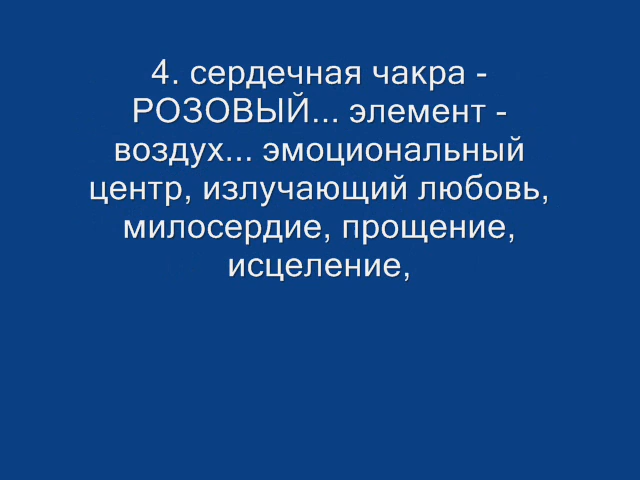 4. сердечная чакра -
РОЗОВЫЙ... элемент -
воздух... эмоциональный
центр, излучающий любовь,
милосердие, прощение,
исцеление,